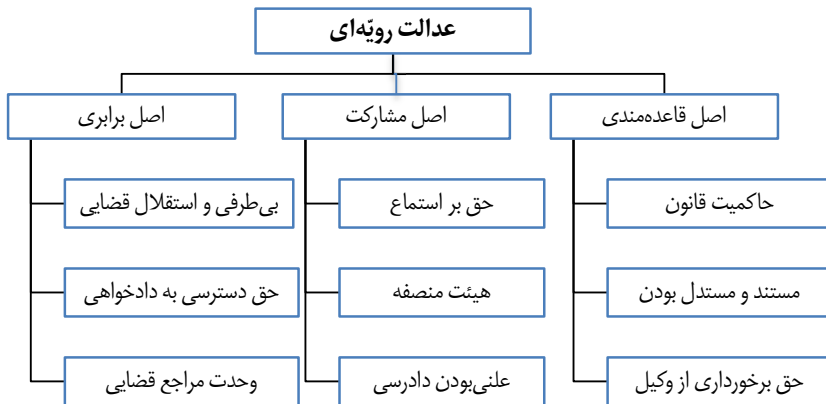 عدالت رویّه‌ای
اصل قاعده‌مندی
اصل مشارکت
اصل برابری
حاکمیت قانون
حق بر استماع
بی‌طرفی و استقلال قضایی
مستند و مستدل بودن
هیئت منصفه
حق دسترسی به دادخواهی
حق برخورداری از وکیل
علنی‌بودن دادرسی
وحدت مراجع قضایی